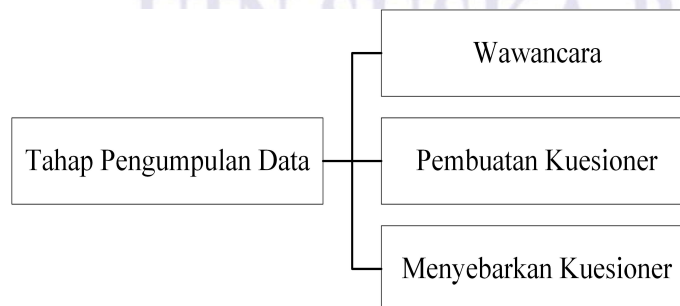 Wawancara
Tahap Pengumpulan Data
Pembuatan Kuesioner
Menyebarkan Kuesioner